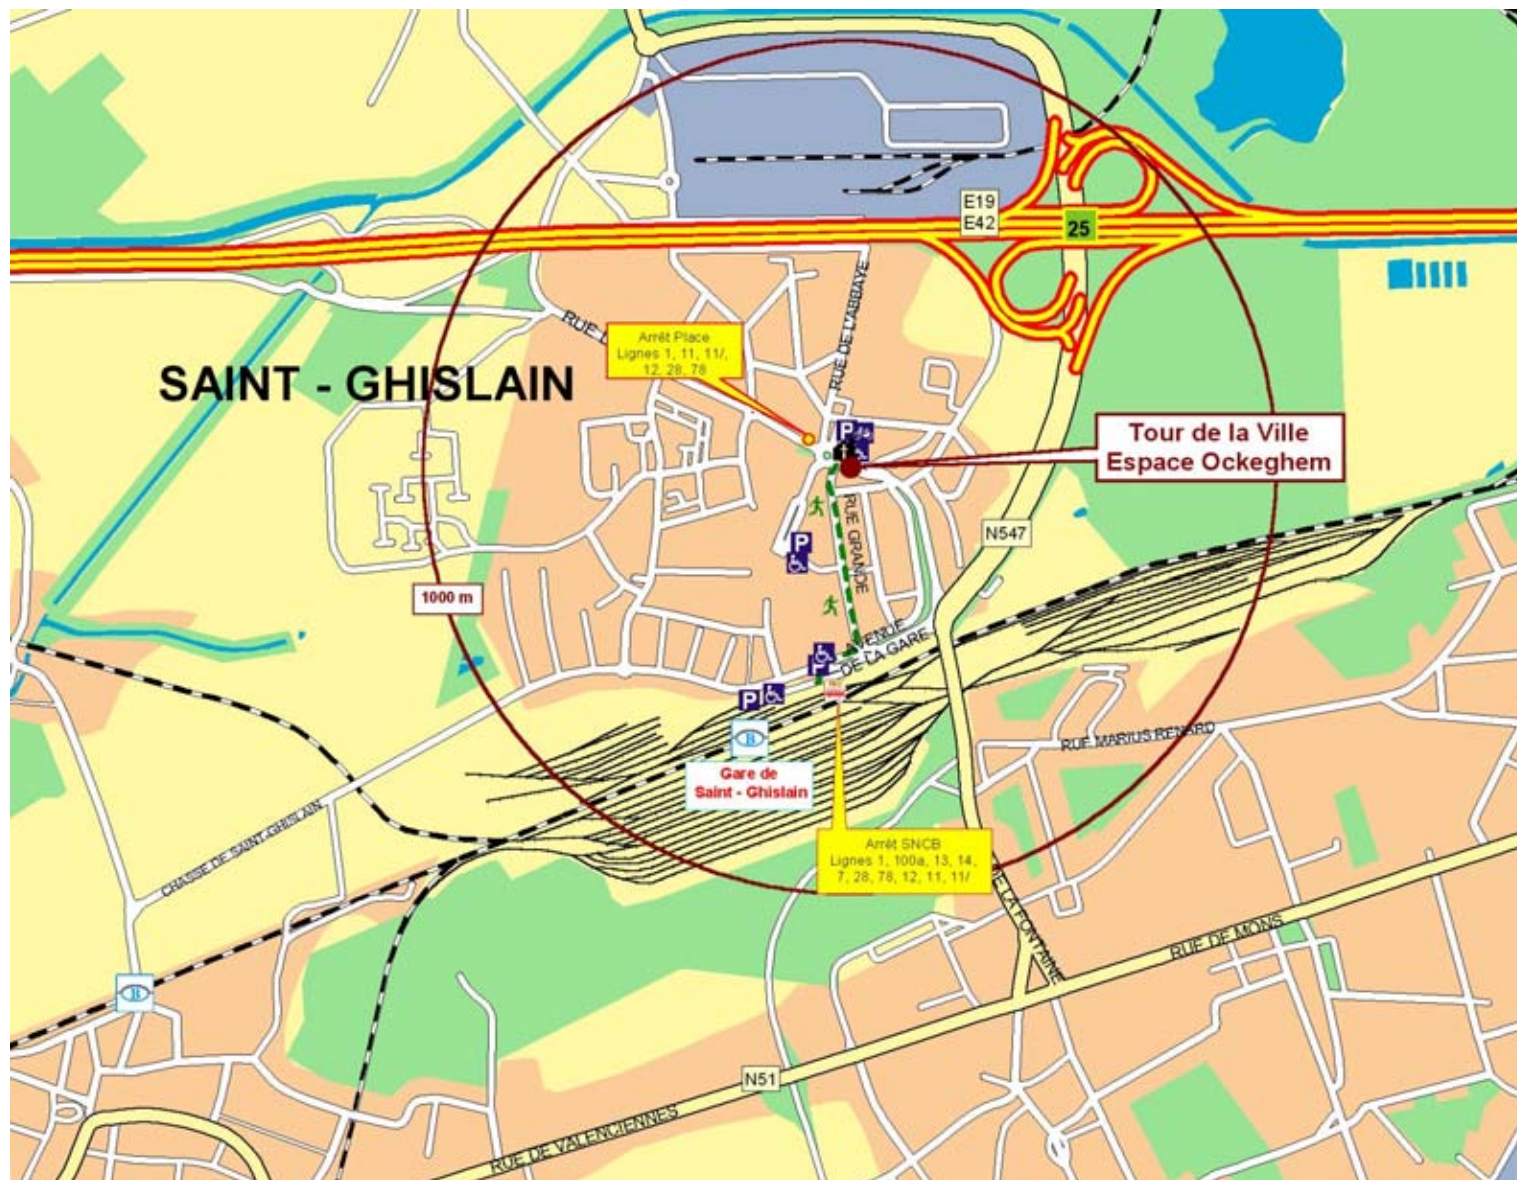 E19
E42
25
RUE DE L'ABBAYE
RUE D
Arrêt Place
Lignes 1, 11, 11/,
12, 28, 78
SAINT - GHISLAIN
P
Tour de la Ville
Espace Ockeghem
RUE GRANDE
N547
P
1000 m
AVENUE
DE LA GARE
P
P
B
Gare de
Saint - Ghislain
RUE MARIUS RENARD
CHASSE DE SAINT-GHISLAIN
Arrêt SNCB
Lignes 1, 100a, 13, 14,
7, 28, 78, 12, 11, 11/
E LA FONTAINE
RUE DE MONS
B
N51
RUE DE VALENCIENNES